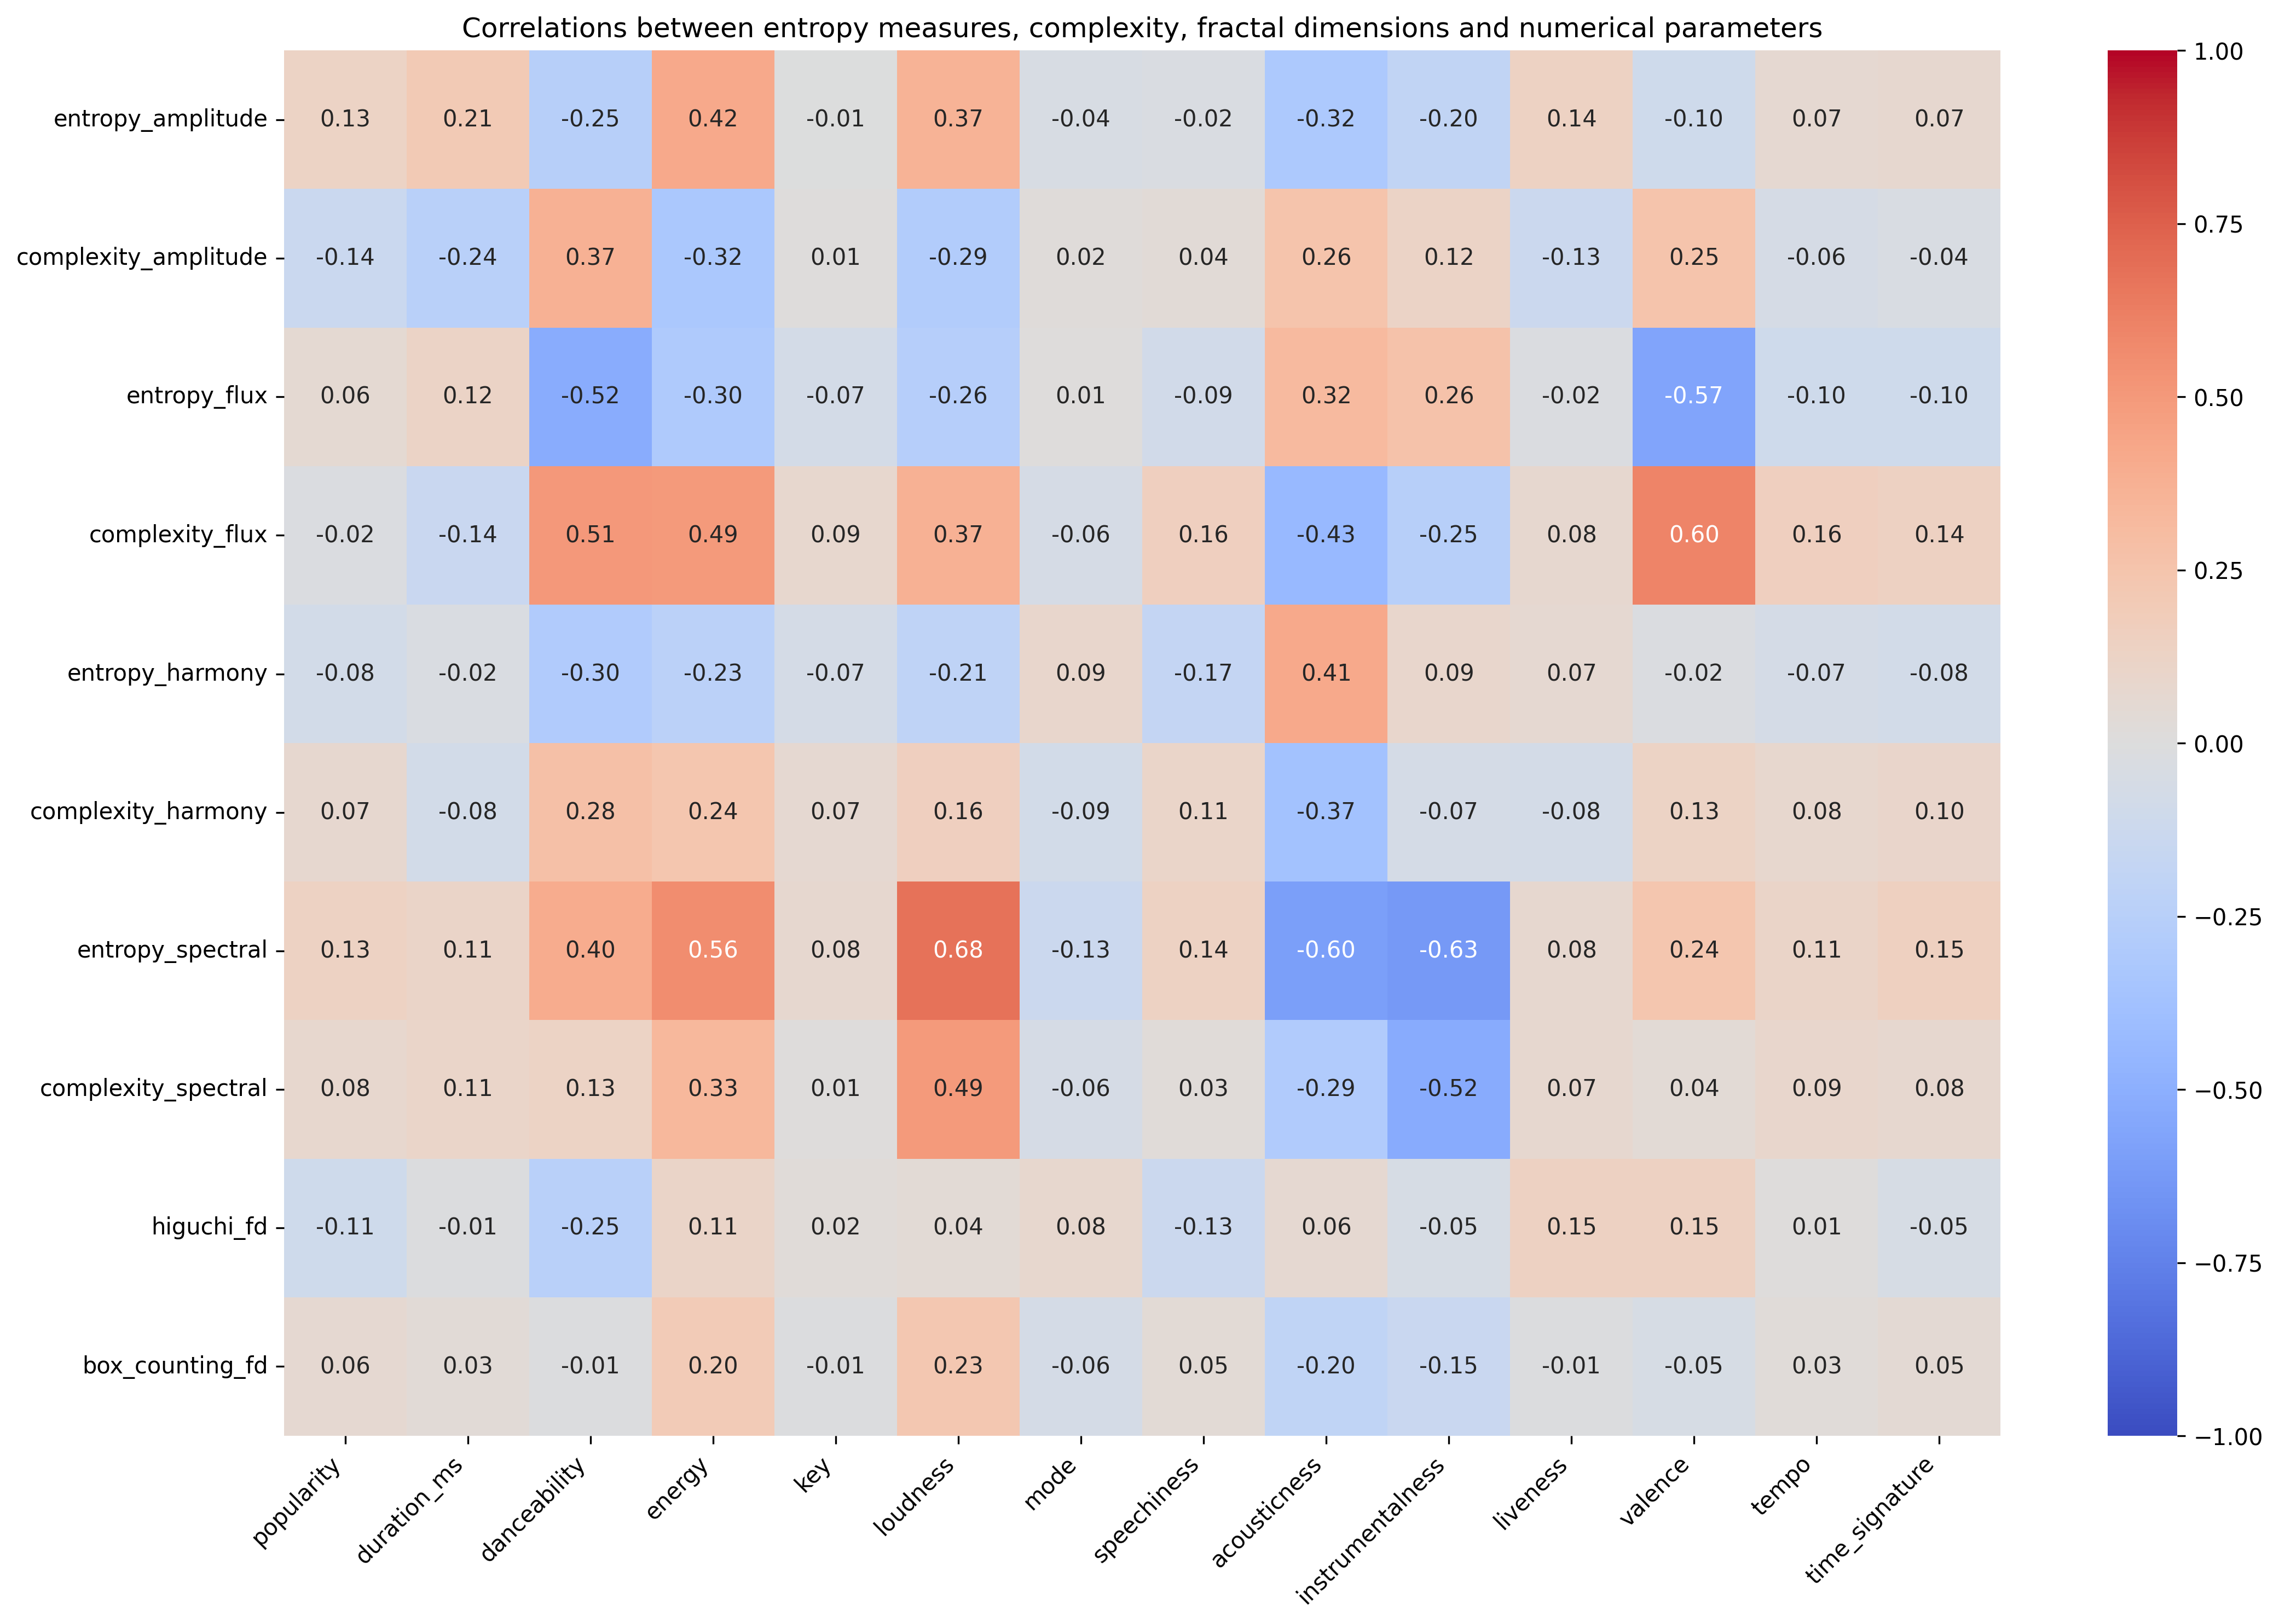 Correlations between entropy measures, complexity, fractal dimensions and numerical parameters
entropy_amplitude 0.13 0.21 -0.25 0.42 -0.01 0.37 -0.04 -0.02 -0.32 -0.20 0.14 -0.10 0.07 0.07
complexity_amplitude -0.14 -0.24 0.37 -0.32 0.01 -0.29 0.02 0.04 0.26 0.12 -0.13 0.25 -0.06 -0.04
entropy_flux 0.06 0.12 -0.52 -0.30 -0.07 -0.26 0.01 -0.09 0.32 0.26 -0.02 -0.57 -0.10 -0.10
complexity_flux -0.02 -0.14 0.51 0.49 0.09 0.37 -0.06 0.16 -0.43 -0.25 0.08 0.60 0.16 0.14
entropy_harmony -0.08 -0.02 -0.30 -0.23 -0.07 -0.21 0.09 -0.17 0.41 0.09 0.07 -0.02 -0.07 -0.08
complexity_harmony 0.07 -0.08 0.28 0.24 0.07 0.16 -0.09 0.11 -0.37 -0.07 -0.08 0.13 0.08 0.10
entropy_spectral 0.13 0.11 0.40 0.56 0.08 0.68 -0.13 0.14 -0.60 -0.63 0.08 0.24 0.11 0.15
complexity_spectral 0.08 0.11 0.13 0.33 0.01 0.49 -0.06 0.03 -0.29 -0.52 0.07 0.04 0.09 0.08
higuchi_fd -0.11 -0.01 -0.25 0.11 0.02 0.04 0.08 -0.13 0.06 -0.05 0.15 0.15 0.01 -0.05
box_counting_fd 0.06 0.03 -0.01 0.20 -0.01 0.23 -0.06 0.05 -0.20 -0.15 -0.01 -0.05 0.03 0.05
popularity duration_ms danceability energy key loudness mode speechiness acousticness instrumentalness liveness valence tempo time_signature
1.00
0.75
0.50
0.25
0.00
−0.25
−0.50
−0.75
−1.00